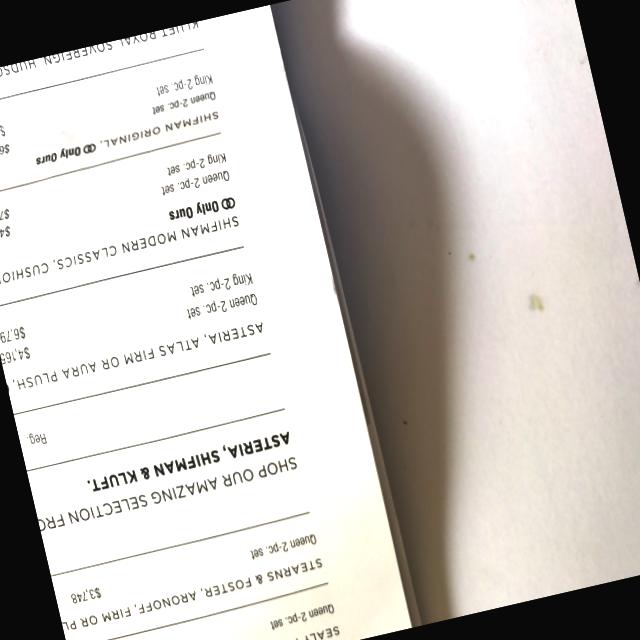 SEALY
Queen 2-pc. set
STEARNS & FOSTER, ARONOFF, FIRM OR PL
Queen 2-pc. set $3,748
SHOP OUR AMAZING SELECTION FRO
ASTERIA, SHIFMAN & KLUFT.
Reg.
ASTERIA, ATLAS FIRM OR AURA PLUSH,
Queen 2-pc. set $4,165
King 2-pc. set $6,79
SHIFMAN MODERN CLASSICS, CUSHION
Only Ours
Queen 2-pc. set $4
King 2-pc. set $7
SHIFMAN ORIGINAL, Only Ours
Queen 2-pc. set $6
King 2-pc. set $
KLUFT ROYAL SOVEREIGN, HUDSO